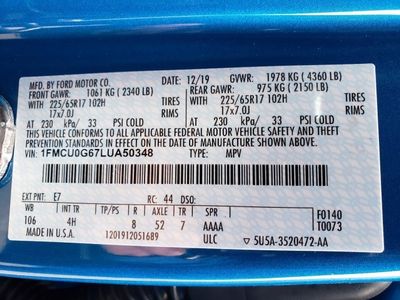 MFD. BY FORD MOTOR CO. 12/19 GVWR: 1978 KG (4360 LB)
FRONT GAWR: 1061 KG (2340 LB) REAR GAWR: 975 KG (2150 LB)
WITH 225/65R17 102H TIRES WITH 225/65R17 102H TIRES
17x7.0J RIMS 17x7.0J RIMS
AT 230 kPa/ 33 PSI COLD AT 230 kPa/ 33 PSI COLD
THIS VEHICLE CONFORMS TO ALL APPLICABLE FEDERAL MOTOR VEHICLE SAFETY AND THEFT
PREVENTION STANDARDS IN EFFECT ON THE DATE OF MANUFACTURE SHOWN ABOVE.
VIN: 1FMCU0G67LUA50348 TYPE: MPV
EXT PNT: E7 RC: 44 DSO:
WB INT TR R AXLE TR SPR F0140
106 4H 8 52 7 AAAA T0073
MADE IN U.S.A. 1201912051689 ULC ▽ 5U5A-3520472-AA